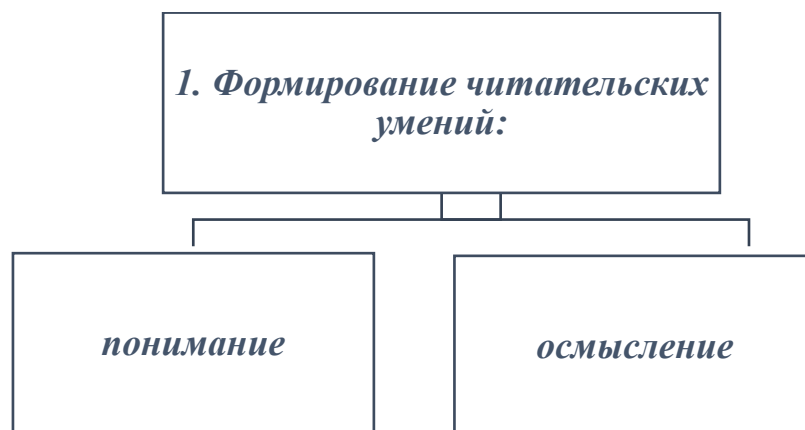 1. Формирование читательских
умений:
понимание
осмысление